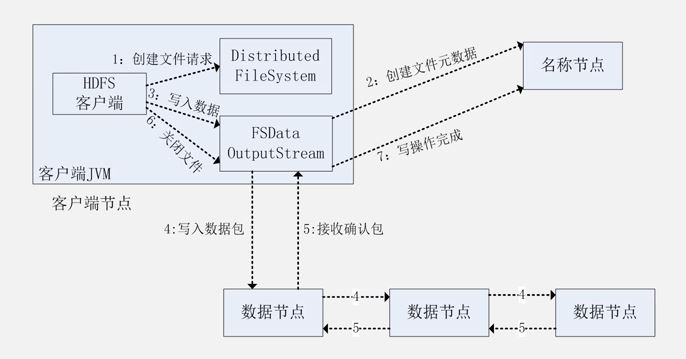 1: 创建文件请求
Distributed
FileSystem
HDFS
客户端
2: 创建文件元数据
名称节点
3: 写入数据
6: 关闭文件
FSData
OutputStream
7: 写操作完成
客户端JVM
客户端节点
4:写入数据包
5:接收确认包
数据节点
4
5
数据节点
4
5
数据节点